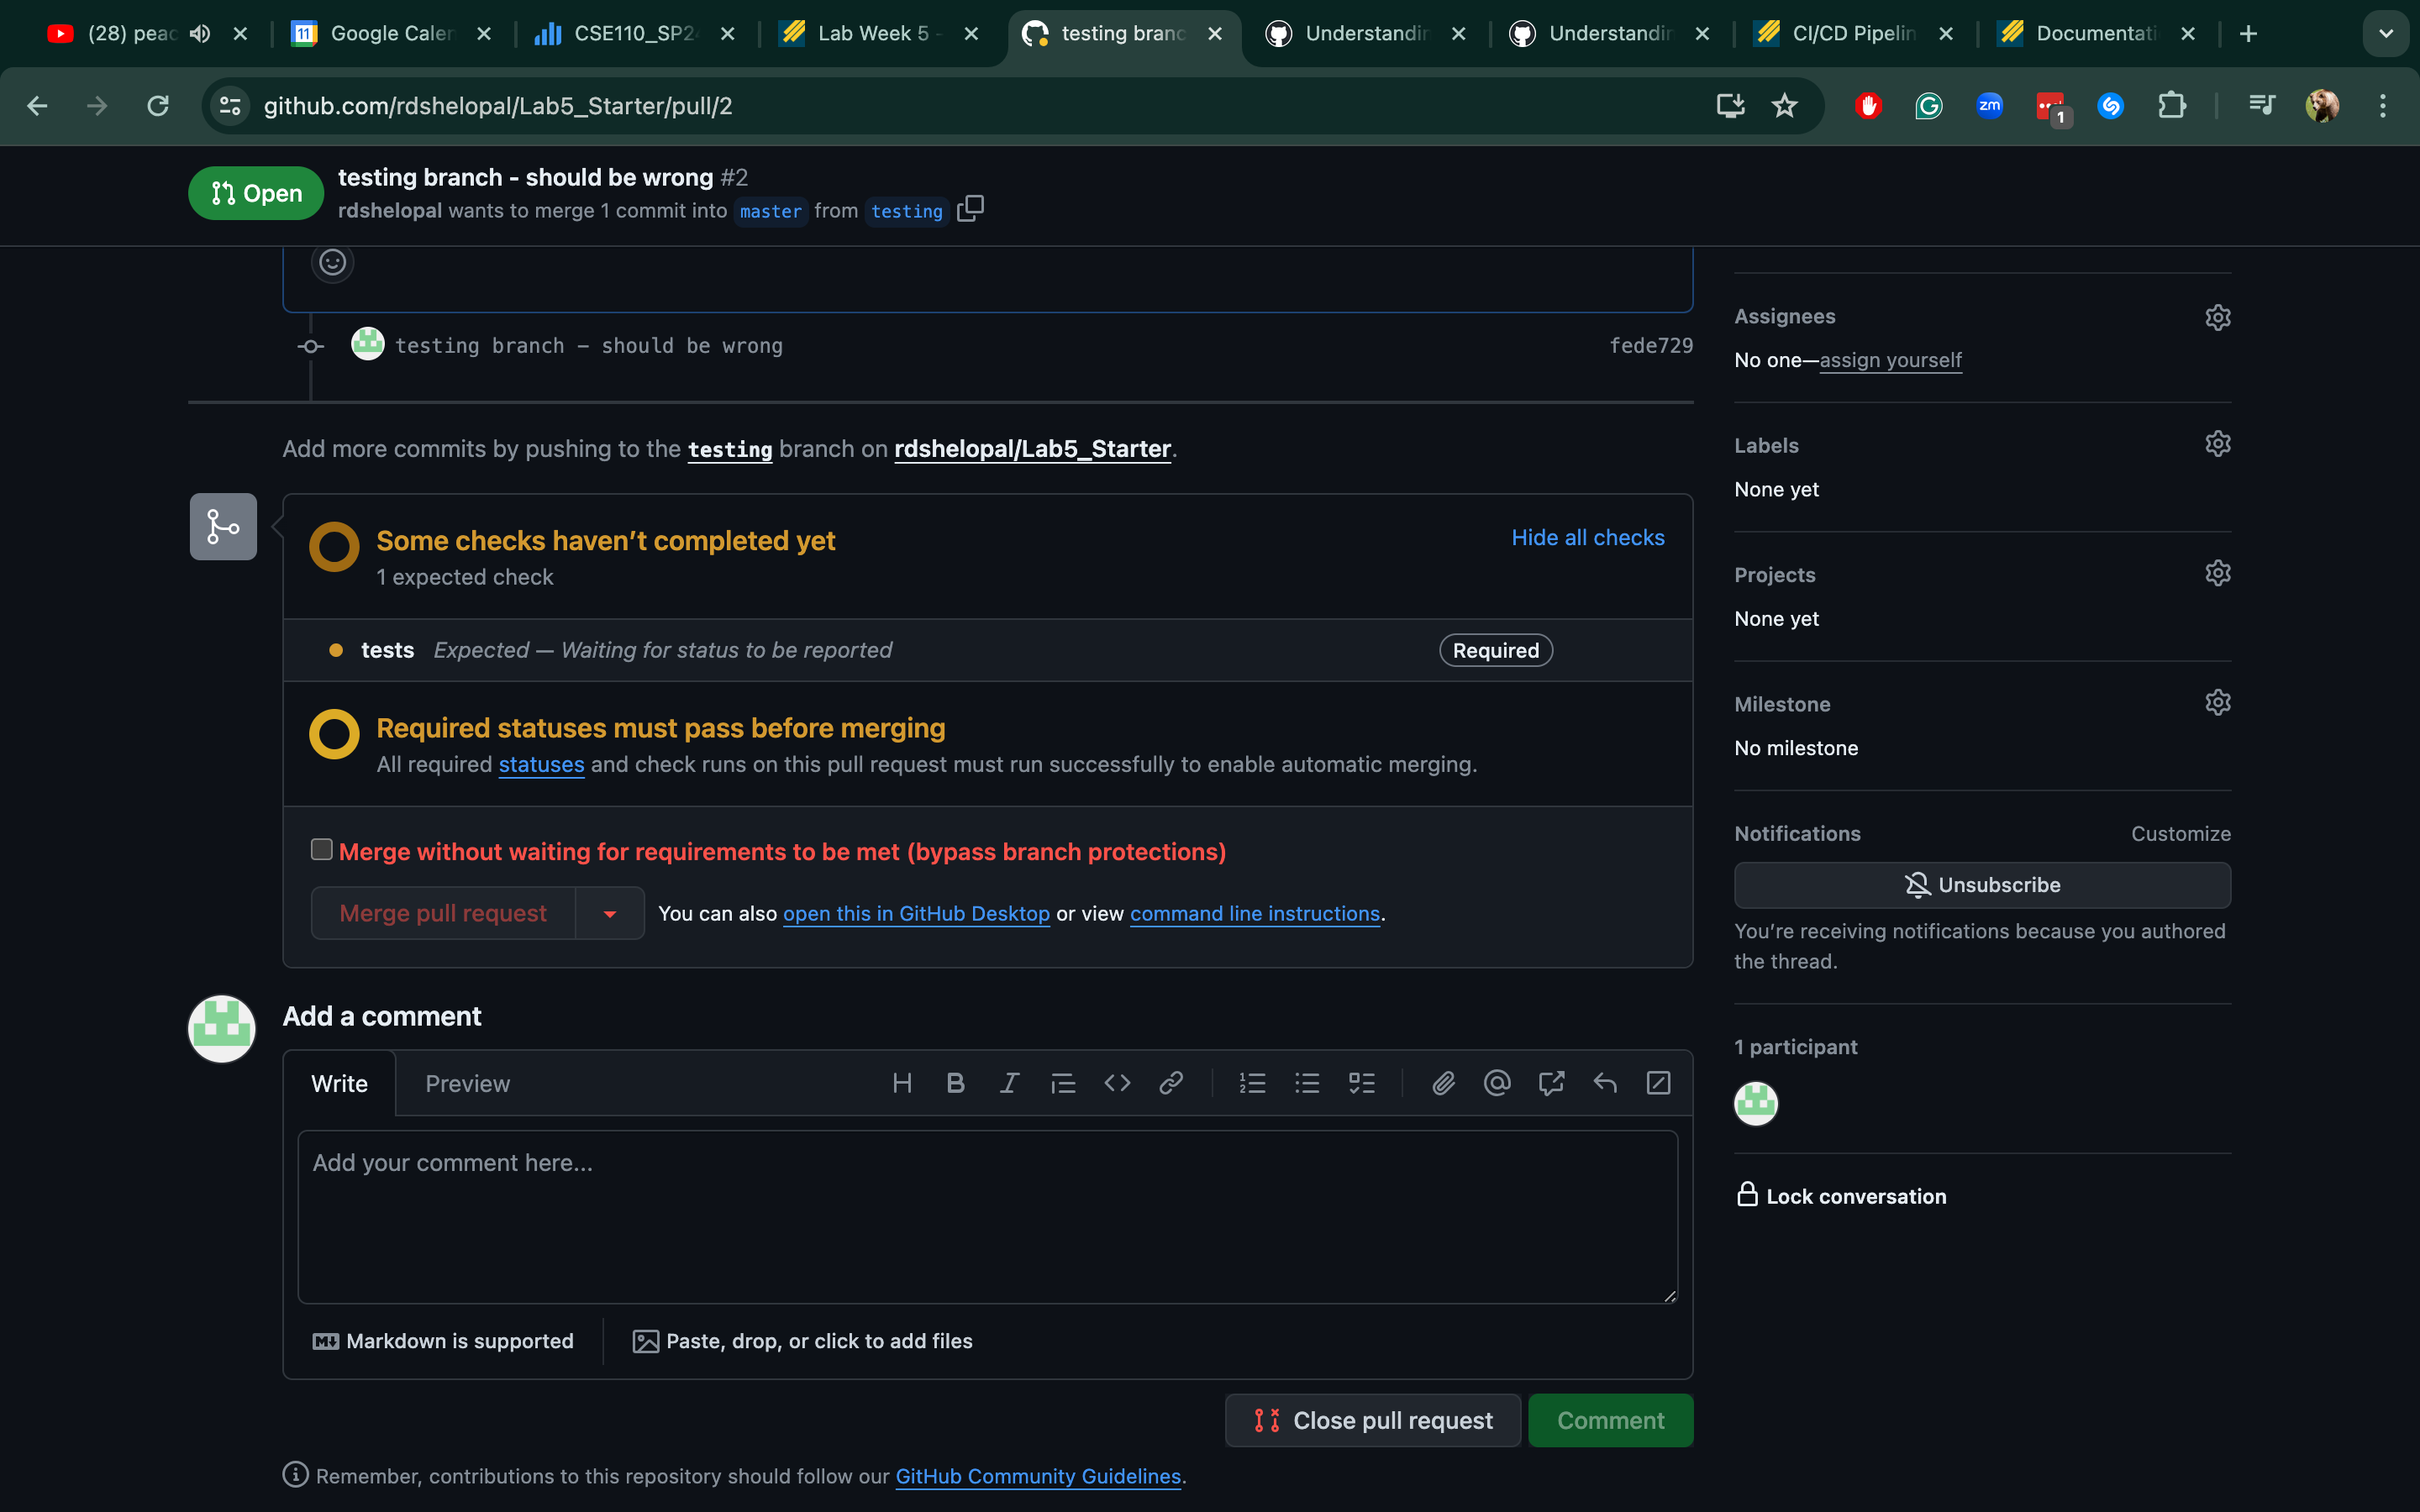 (28) peac
Google Caler
CSE110_SP2
Lab Week 5 -
testing branc
Understandin
Understandin
CI/CD Pipelin
Documentati
github.com/rdshelopal/Lab5_Starter/pull/2
zm
1
Open
testing branch - should be wrong #2
rdshelopal wants to merge 1 commit into master from testing
testing branch – should be wrong
fede729
Add more commits by pushing to the testing branch on rdshelopal/Lab5_Starter.
Some checks haven’t completed yet
Hide all checks
1 expected check
tests Expected — Waiting for status to be reported
Required
Required statuses must pass before merging
All required statuses and check runs on this pull request must run successfully to enable automatic merging.
Merge without waiting for requirements to be met (bypass branch protections)
Merge pull request
You can also open this in GitHub Desktop or view command line instructions.
Add a comment
Write
Preview
Add your comment here...
Markdown is supported
Paste, drop, or click to add files
Close pull request
Comment
Remember, contributions to this repository should follow our GitHub Community Guidelines.
Assignees
No one—assign yourself
Labels
None yet
Projects
None yet
Milestone
No milestone
Notifications
Customize
Unsubscribe
You’re receiving notifications because you authored
the thread.
1 participant
Lock conversation